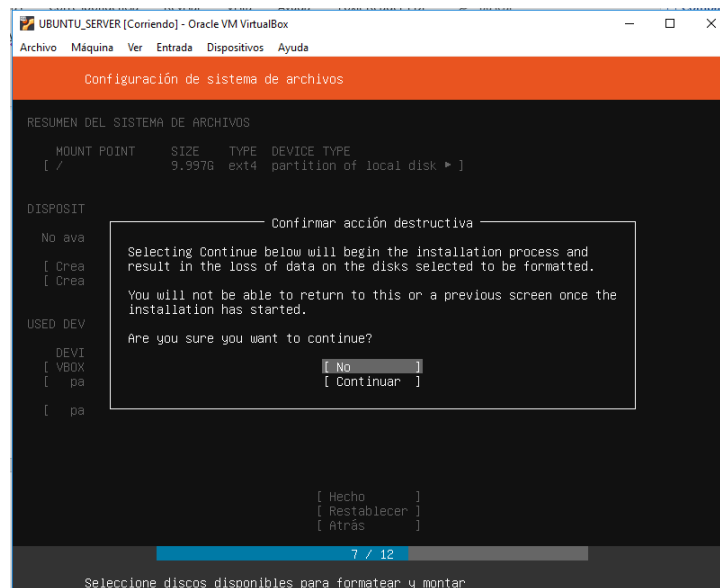 UBUNTU_SERVER [Corriendo] - Oracle VM VirtualBox
Archivo Máquina Ver Entrada Dispositivos Ayuda
Configuración de sistema de archivos
RESUMEN DEL SISTEMA DE ARCHIVOS
MOUNT POINT SIZE TYPE DEVICE TYPE
[ / 9.997G ext4 partition of local disk ▸ ]
DISPOSIT
No ava
[ Crea
[ Crea
USED DEV
DEVI
[ VBOX
[ pa
[ pa
Confirmar acción destructiva
Selecting Continue below will begin the installation process and
result in the loss of data on the disks selected to be formatted.
You will not be able to return to this or a previous screen once the
installation has started.
Are you sure you want to continue?
[ No ]
[ Continuar ]
[ Hecho ]
[ Restablecer ]
[ Atrás ]
7 / 12
Seleccione discos disponibles para formatear y montar